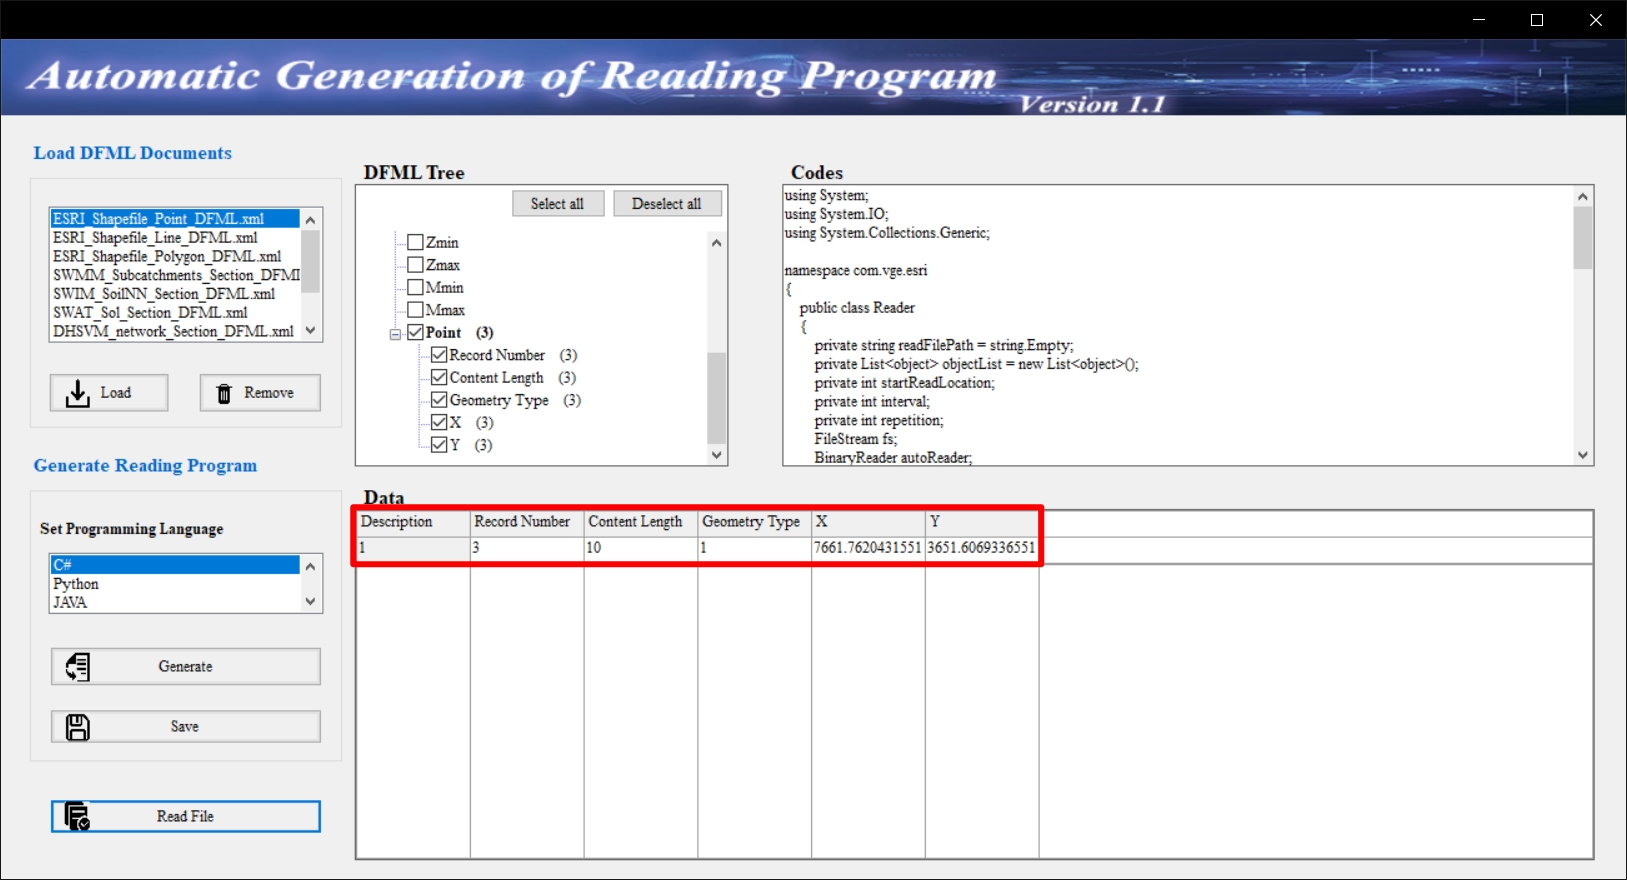 Automatic Generation of Reading Program
Version 1.1
Load DFML Documents
ESRI_Shapefile_Point_DFML.xml
ESRI_Shapefile_Line_DFML.xml
ESRI_Shapefile_Polygon_DFML.xml
SWMM_Subcatchments_Section_DFMI
SWIM_SoilNN_Section_DFML.xml
SWAT_Sol_Section_DFML.xml
DHSVM_network_Section_DFML.xml
Load Remove
Generate Reading Program
Set Programming Language
C#
Python
JAVA
Generate
Save
Read File
DFML Tree
Select all Deselect all
Zmin
Zmax
Mmin
Mmax
Point (3)
Record Number (3)
Content Length (3)
Geometry Type (3)
X (3)
Y (3)
Codes
using System;
using System.IO;
using System.Collections.Generic;
namespace com.vge.esri
{
public class Reader
{
private string readFilePath = string.Empty;
private List<object> objectList = new List<object>();
private int startReadLocation;
private int interval;
private int repetition;
FileStream fs;
BinaryReader autoReader;
Data
Description Record Number Content Length Geometry Type X Y
1 3 10 1 7661.7620431551 3651.6069336551